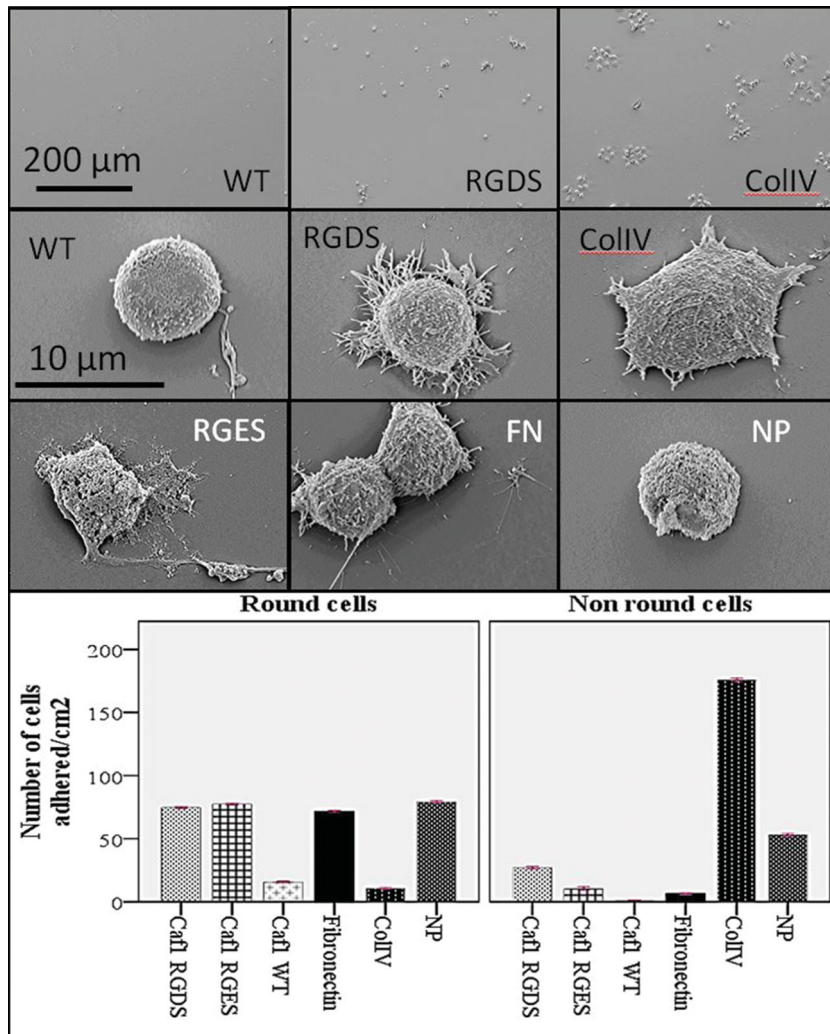 200 µm
WT
RGDS
ColIV
WT
10 µm
RGDS
ColIV
RGES
FN
NP
Round cells
Non round cells
Number of cells
adhered/cm2
200
150
100
50
0
Caf1 RGDS
Caf1 RGES
Caf1 WT
Fibronectin
ColIV
NP
Caf1 RGDS
Caf1 RGES
Caf1 WT
Fibronectin
ColIV
NP